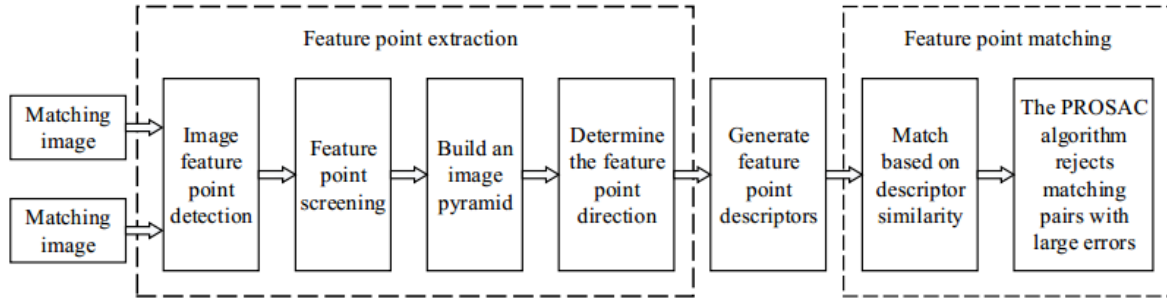 Feature point extraction
Feature point matching
Matching
image
Matching
image
Image
feature
point
detection
Feature
point
screening
Build an
image
pyramid
Determine
the feature
point
direction
Generate
feature
point
descriptors
Match
based on
descriptor
similarity
The PROSAC
algorithm
rejects
matching
pairs with
large errors